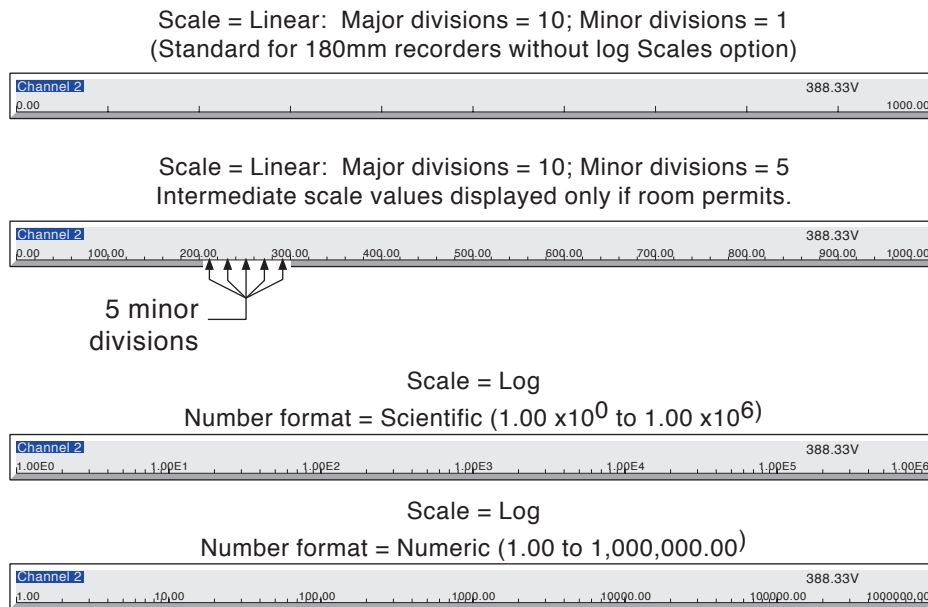 Scale = Linear: Major divisions = 10; Minor divisions = 1
(Standard for 180mm recorders without log Scales option)
Channel 2 388.33V
0.00 1000.00
Scale = Linear: Major divisions = 10; Minor divisions = 5
Intermediate scale values displayed only if room permits.
Channel 2 388.33V
0.00 100.00 200.00 300.00 400.00 500.00 600.00 700.00 800.00 900.00 1000.00
5 minor
divisions
Scale = Log
Number format = Scientific (1.00 x10⁰ to 1.00 x10⁶)
Channel 2 388.33V
1.00E0 1.00E1 1.00E2 1.00E3 1.00E4 1.00E5 1.00E6
Scale = Log
Number format = Numeric (1.00 to 1,000,000.00)
Channel 2 388.33V
1.00 10.00 100.00 1000.00 10000.00 100000.00 1000000.00